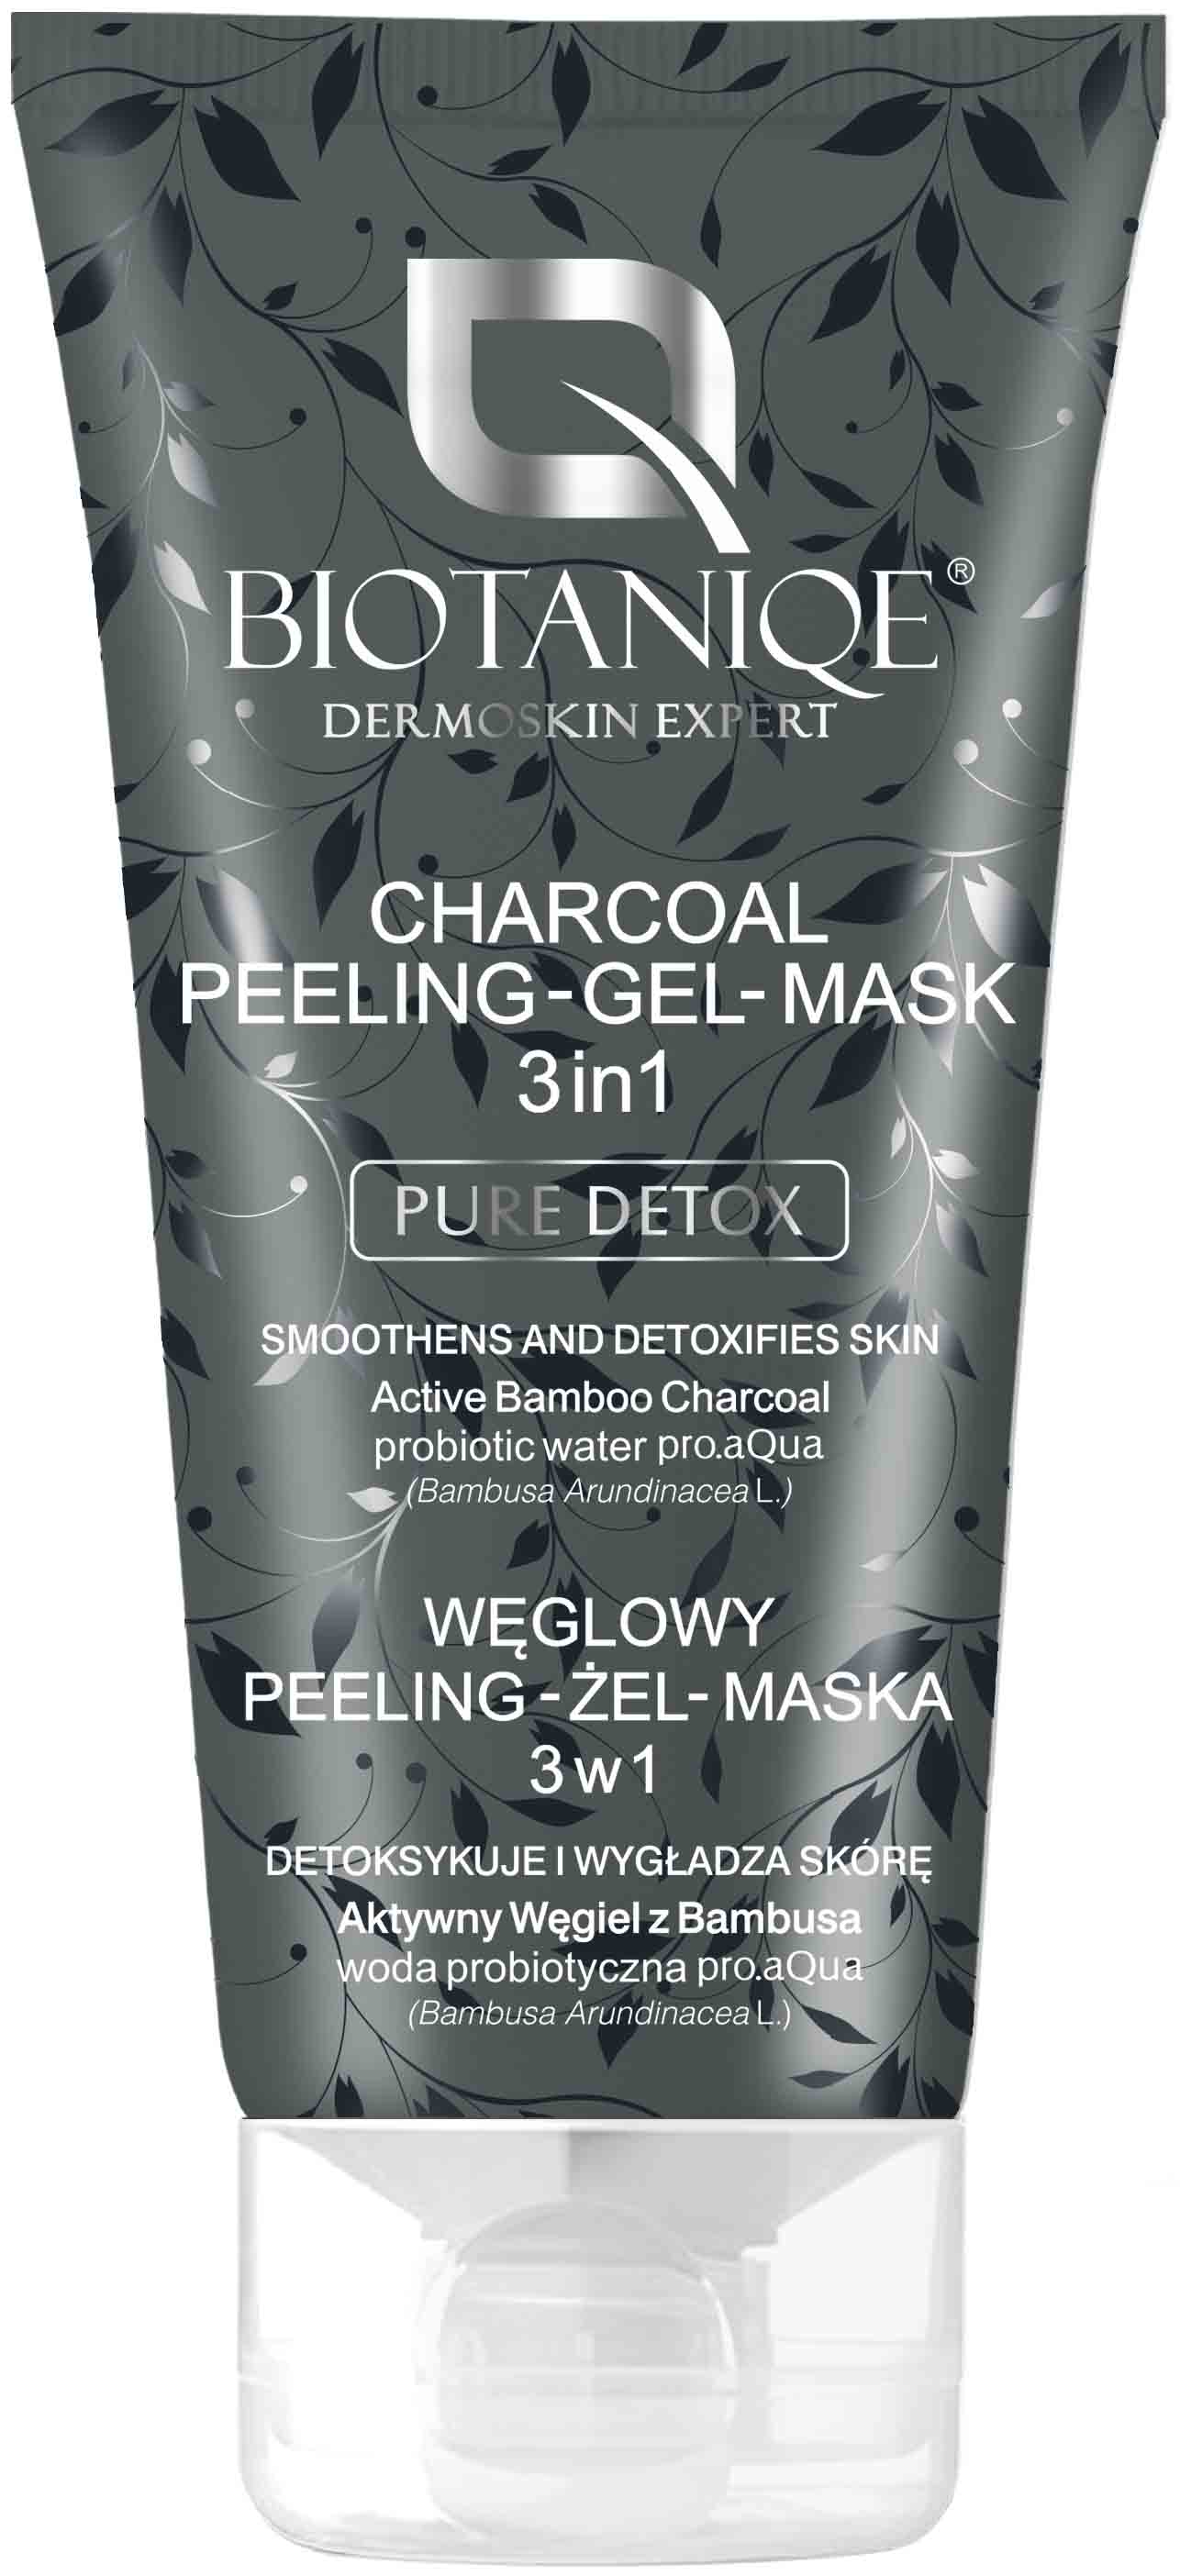 BIOTANIQE®
DERMOSKIN EXPERT
CHARCOAL
PEELING-GEL-MASK
3in1
PURE DETOX
SMOOTHENS AND DETOXIFIES SKIN
Active Bamboo Charcoal
probiotic water pro.aQua
(Bambusa Arundinacea L.)
WĘGLOWY
PEELING-ŻEL-MASKA
3w1
DETOKSYKUJE I WYGŁADZA SKÓRĘ
Aktywny Węgiel z Bambusa
woda probiotyczna pro.aQua
(Bambusa Arundinacea L.)